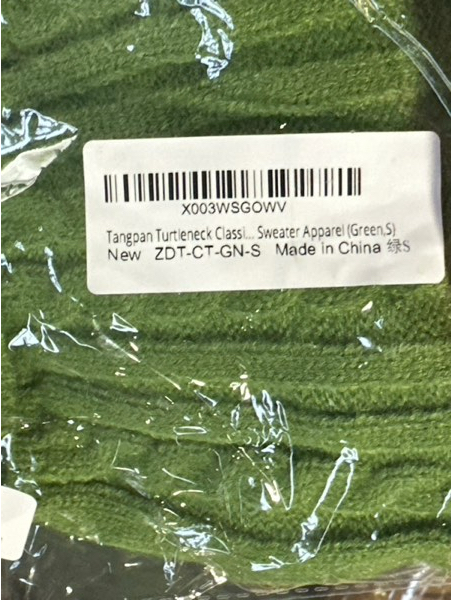 X003WSGOWV
Tangpan Turtleneck Classi... Sweater Apparel (Green,S)
New ZDT-CT-GN-S Made in China 绿S